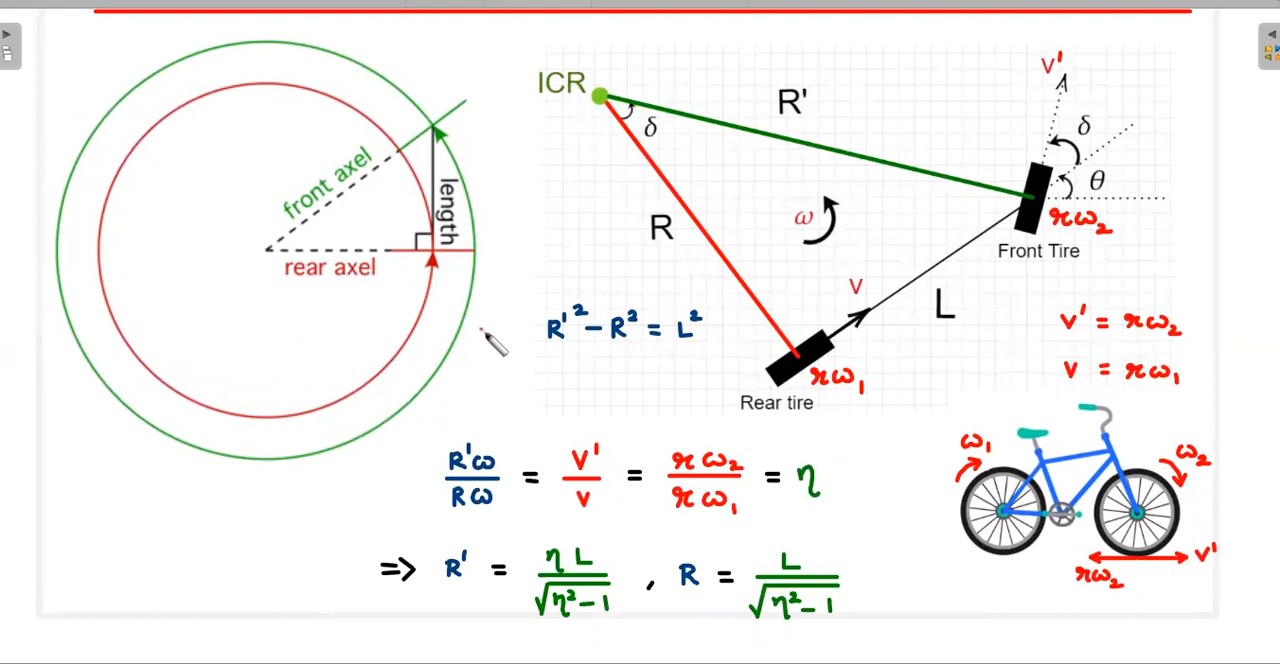 front axel
rear axel
length
ICR
R'
δ
R
ω
v'
δ
θ
rω₂
Front Tire
v
L
rω₁
Rear tire
R'² - R² = L²
v' = rω₂
v = rω₁
R'ω / Rω = v' / v = rω₂ / rω₁ = η
=> R' = ηL / √(η² - 1) , R = L / √(η² - 1)
ω₁
ω₂
v'
rω₂